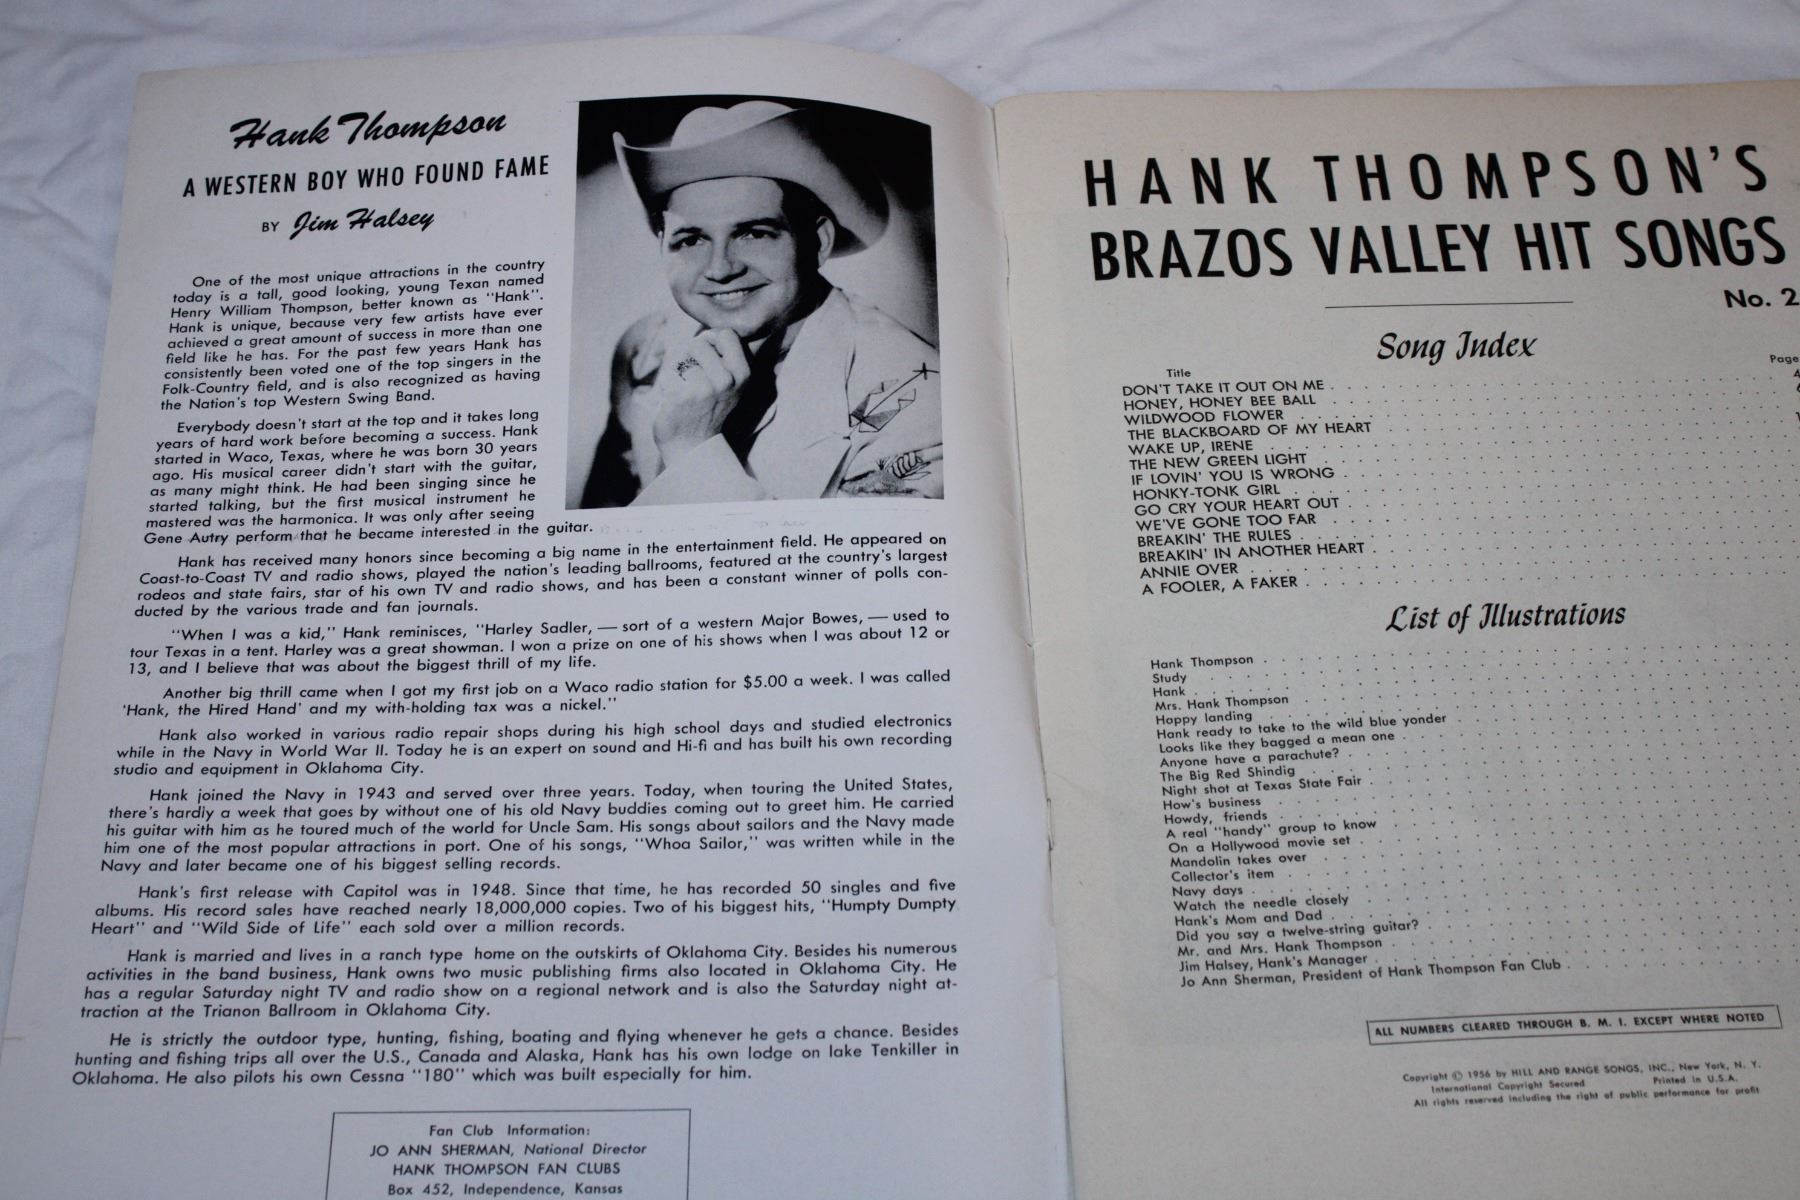 Hank Thompson
A WESTERN BOY WHO FOUND FAME
BY Jim Halsey
One of the most unique attractions in the country
today is a tall, good looking, young Texan named
Henry William Thompson, better known as "Hank".
Hank is unique, because very few artists have ever
achieved a great amount of success in more than one
field like he has. For the past few years Hank has
consistently been voted one of the top singers in the
Folk-Country field, and is also recognized as having
the Nation's top Western Swing Band.
Everybody doesn't start at the top and it takes long
years of hard work before becoming a success. Hank
started in Waco, Texas, where he was born 30 years
ago. His musical career didn't start with the guitar,
as many might think. He had been singing since he
started talking, but the first musical instrument he
mastered was the harmonica. It was only after seeing
Gene Autry perform that he became interested in the guitar.
Hank has received many honors since becoming a big name in the entertainment field. He appeared on
Coast-to-Coast TV and radio shows, played the nation's leading ballrooms, featured at the country's largest
rodeos and state fairs, star of his own TV and radio shows, and has been a constant winner of polls con-
ducted by the various trade and fan journals.
"When I was a kid," Hank reminisces, "Harley Sadler, — sort of a western Major Bowes, — used to
tour Texas in a tent. Harley was a great showman. I won a prize on one of his shows when I was about 12 or
13, and I believe that was about the biggest thrill of my life.
Another big thrill came when I got my first job on a Waco radio station for $5.00 a week. I was called
'Hank, the Hired Hand' and my with-holding tax was a nickel."
Hank also worked in various radio repair shops during his high school days and studied electronics
while in the Navy in World War II. Today he is an expert on sound and Hi-fi and has built his own recording
studio and equipment in Oklahoma City.
Hank joined the Navy in 1943 and served over three years. Today, when touring the United States,
there's hardly a week that goes by without one of his old Navy buddies coming out to greet him. He carried
his guitar with him as he toured much of the world for Uncle Sam. His songs about sailors and the Navy made
him one of the most popular attractions in port. One of his songs, "Whoa Sailor," was written while in the
Navy and later became one of his biggest selling records.
Hank's first release with Capitol was in 1948. Since that time, he has recorded 50 singles and five
albums. His record sales have reached nearly 18,000,000 copies. Two of his biggest hits, "Humpty Dumpty
Heart" and "Wild Side of Life" each sold over a million records.
Hank is married and lives in a ranch type home on the outskirts of Oklahoma City. Besides his numerous
activities in the band business, Hank owns two music publishing firms also located in Oklahoma City. He
has a regular Saturday night TV and radio show on a regional network and is also the Saturday night at-
traction at the Trianon Ballroom in Oklahoma City.
He is strictly the outdoor type, hunting, fishing, boating and flying whenever he gets a chance. Besides
hunting and fishing trips all over the U.S., Canada and Alaska, Hank has his own lodge on lake Tenkiller in
Oklahoma. He also pilots his own Cessna "180" which was built especially for him.
Fan Club Information:
JO ANN SHERMAN, National Director
HANK THOMPSON FAN CLUBS
Box 452, Independence, Kansas
HANK THOMPSON'S
BRAZOS VALLEY HIT SONGS
No. 2
Song Index
Title Page
DON'T TAKE IT OUT ON ME 4
HONEY, HONEY BEE BALL
WILDWOOD FLOWER
THE BLACKBOARD OF MY HEART
WAKE UP, IRENE
THE NEW GREEN LIGHT
IF LOVIN' YOU IS WRONG
HONKY-TONK GIRL
GO CRY YOUR HEART OUT
WE'VE GONE TOO FAR
BREAKIN' THE RULES
BREAKIN' IN ANOTHER HEART
ANNIE OVER
A FOOLER, A FAKER
List of Illustrations
Hank Thompson
Study
Hank
Mrs. Hank Thompson
Happy landing
Hank ready to take to the wild blue yonder
Looks like they bagged a mean one
Anyone have a parachute?
The Big Red Shindig
Night shot at Texas State Fair
How's business
Howdy, friends
A real "handy" group to know
On a Hollywood movie set
Mandolin takes over
Collector's item
Navy days
Watch the needle closely
Hank's Mom and Dad
Did you say a twelve-string guitar?
Mr. and Mrs. Hank Thompson
Jim Halsey, Hank's Manager
Jo Ann Sherman, President of Hank Thompson Fan Club
ALL NUMBERS CLEARED THROUGH B. M. I. EXCEPT WHERE NOTED
Copyright © 1956 by HILL AND RANGE SONGS, INC., New York, N. Y.
International Copyright Secured Printed in U.S.A.
All rights reserved including the right of public performance for profit